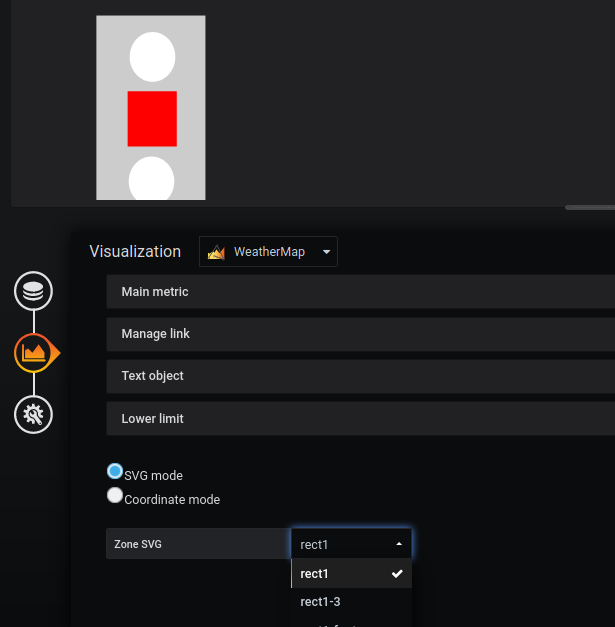 Visualization
WeatherMap
Main metric
Manage link
Text object
Lower limit
SVG mode
Coordinate mode
Zone SVG
rect1
rect1
rect1-3